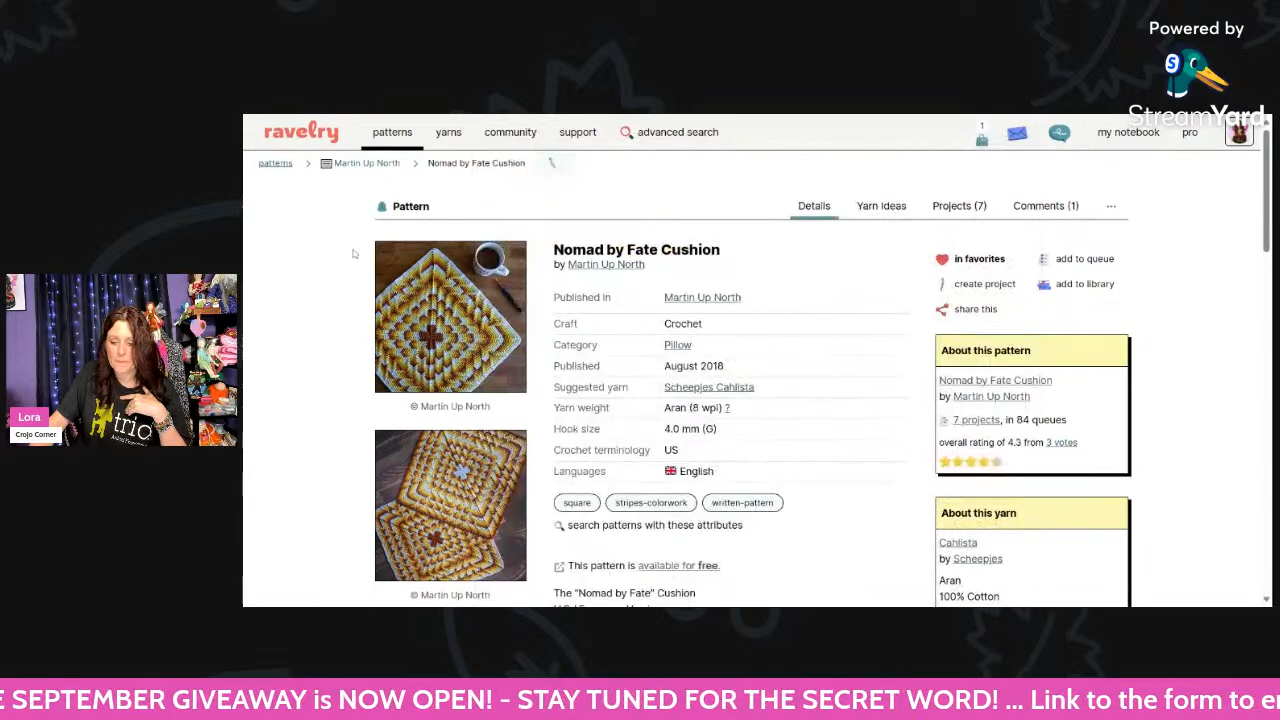 Powered by
S
StreamYard
ravelry
patterns yarns community support advanced search 1 my notebook pro
patterns > Martin Up North > Nomad by Fate Cushion
Pattern Details Yarn Ideas Projects (7) Comments (1) ...
Nomad by Fate Cushion
by Martin Up North
Published in Martin Up North
Craft Crochet
Category Pillow
Published August 2018
Suggested yarn Scheepjes Cahlista
Yarn weight Aran (8 wpi) ?
Hook size 4.0 mm (G)
Crochet terminology US
Languages English
square stripes-colorwork written-pattern
search patterns with these attributes
This pattern is available for free.
The "Nomad by Fate" Cushion
© Martin Up North
© Martin Up North
in favorites add to queue
create project add to library
share this
About this pattern
Nomad by Fate Cushion
by Martin Up North
7 projects, in 84 queues
overall rating of 4.3 from 3 votes
About this yarn
Cahlista
by Scheepjes
Aran
100% Cotton
trio
Lora
Crojo Corner
E SEPTEMBER GIVEAWAY is NOW OPEN! - STAY TUNED FOR THE SECRET WORD! ... Link to the form to e